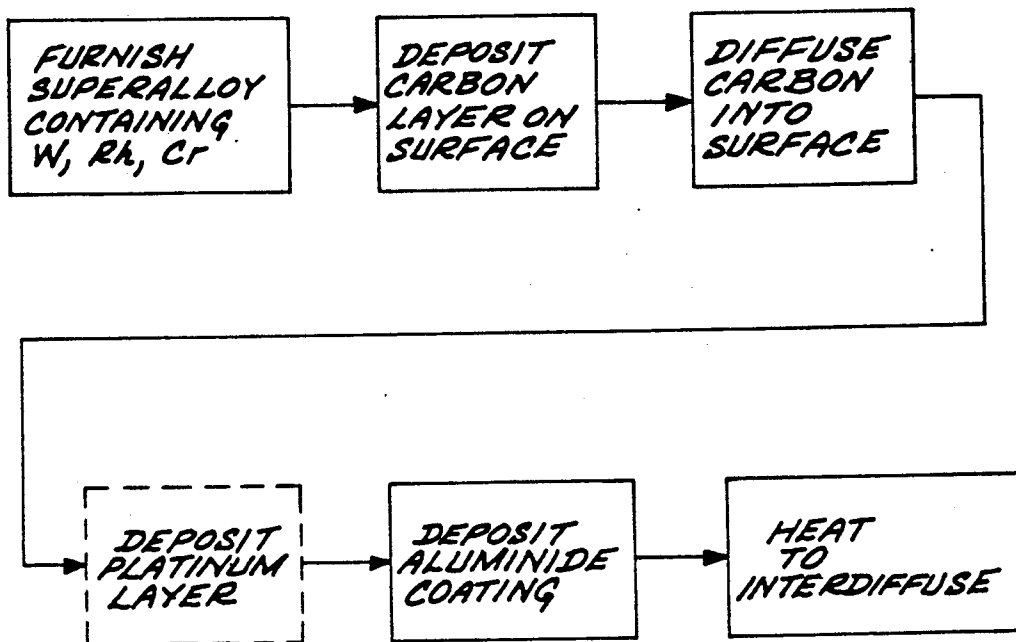 FURNISH
SUPERALLOY
CONTAINING
W, Rh, Cr
DEPOSIT
CARBON
LAYER ON
SURFACE
DIFFUSE
CARBON
INTO
SURFACE
DEPOSIT
PLATINUM
LAYER
DEPOSIT
ALUMINIDE
COATING
HEAT
TO
INTERDIFFUSE